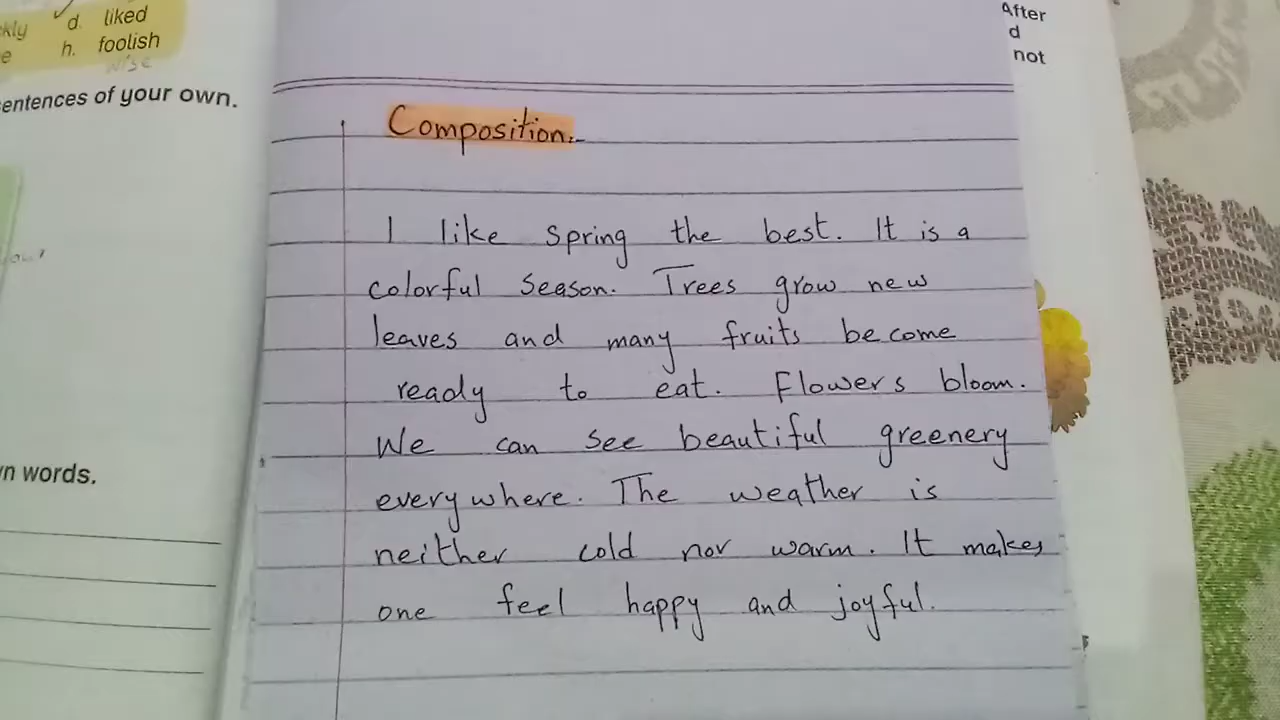 d. liked
h. foolish
wise
sentences of your own.
words.
After
d
not
Composition.
I like spring the best. It is a
colorful season. Trees grow new
leaves and many fruits become
ready to eat. Flowers bloom.
We can see beautiful greenery
everywhere. The weather is
neither cold nor warm. It makes
one feel happy and joyful.